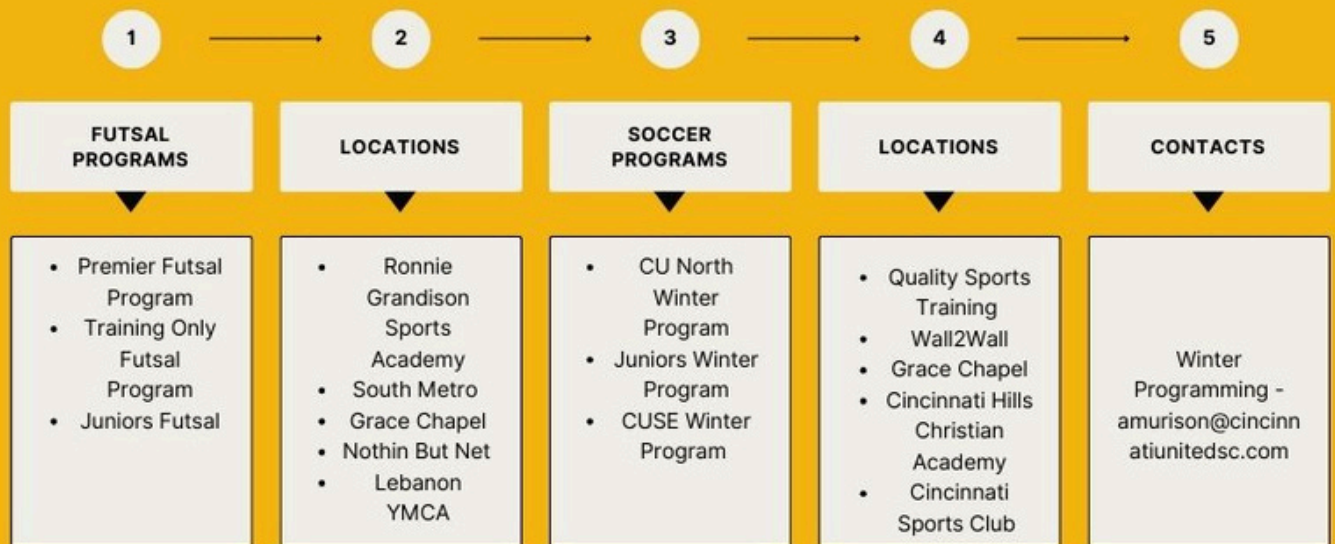 1
2
3
4
5
FUTSAL
PROGRAMS
LOCATIONS
SOCCER
PROGRAMS
LOCATIONS
CONTACTS
• Premier Futsal
Program
• Training Only
Futsal
Program
• Juniors Futsal
• Ronnie
Grandison
Sports
Academy
• South Metro
• Grace Chapel
• Nothin But Net
• Lebanon
YMCA
• CU North
Winter
Program
• Juniors Winter
Program
• CUSE Winter
Program
• Quality Sports
Training
• Wall2Wall
• Grace Chapel
• Cincinnati Hills
Christian
Academy
• Cincinnati
Sports Club
Winter
Programming -
amurison@cincinn
atiunitedsc.com